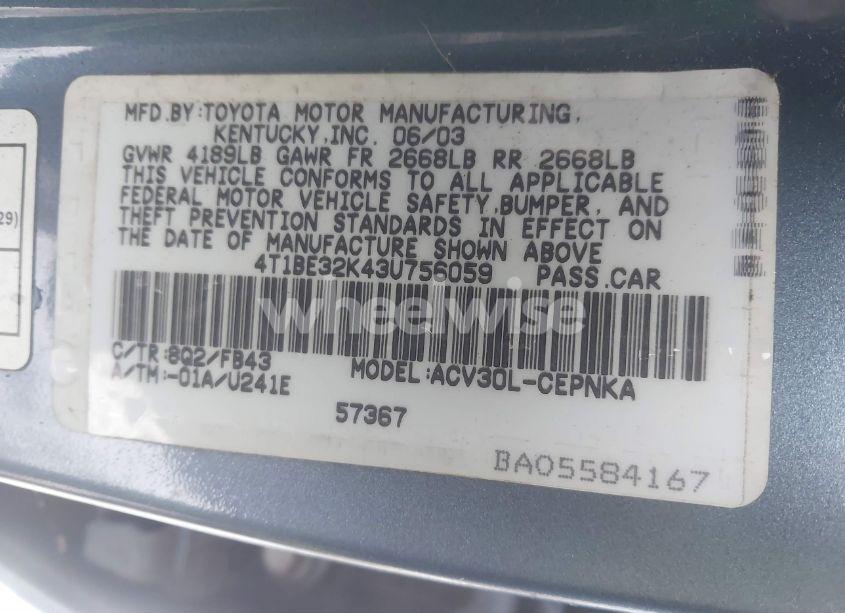 MFD.BY:TOYOTA MOTOR MANUFACTURING,
KENTUCKY,INC. 06/03
GVWR 4189LB GAWR FR 2668LB RR 2668LB
THIS VEHICLE CONFORMS TO ALL APPLICABLE
FEDERAL MOTOR VEHICLE SAFETY,BUMPER, AND
THEFT PREVENTION STANDARDS IN EFFECT ON
THE DATE OF MANUFACTURE SHOWN ABOVE
4T1BE32K43U756059 PASS.CAR
wheelwise
C/TR:8Q2/FB43 MODEL:ACV30L-CEPNKA
A/TM:-01A/U241E
57367
BA05584167
29)